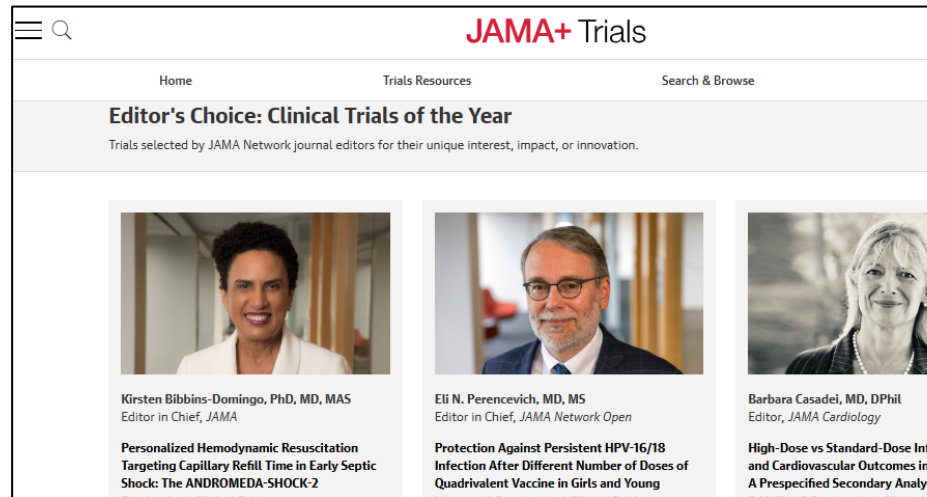 JAMA+ Trials
Home Trials Resources Search & Browse
Editor's Choice: Clinical Trials of the Year
Trials selected by JAMA Network journal editors for their unique interest, impact, or innovation.
Kirsten Bibbins-Domingo, PhD, MD, MAS
Editor in Chief, JAMA
Personalized Hemodynamic Resuscitation
Targeting Capillary Refill Time in Early Septic
Shock: The ANDROMEDA-SHOCK-2
Eli N. Perencevich, MD, MS
Editor in Chief, JAMA Network Open
Protection Against Persistent HPV-16/18
Infection After Different Number of Doses of
Quadrivalent Vaccine in Girls and Young
Barbara Casadei, MD, DPhil
Editor, JAMA Cardiology
High-Dose vs Standard-Dose
and Cardiovascular Outcomes in
A Prespecified Secondary